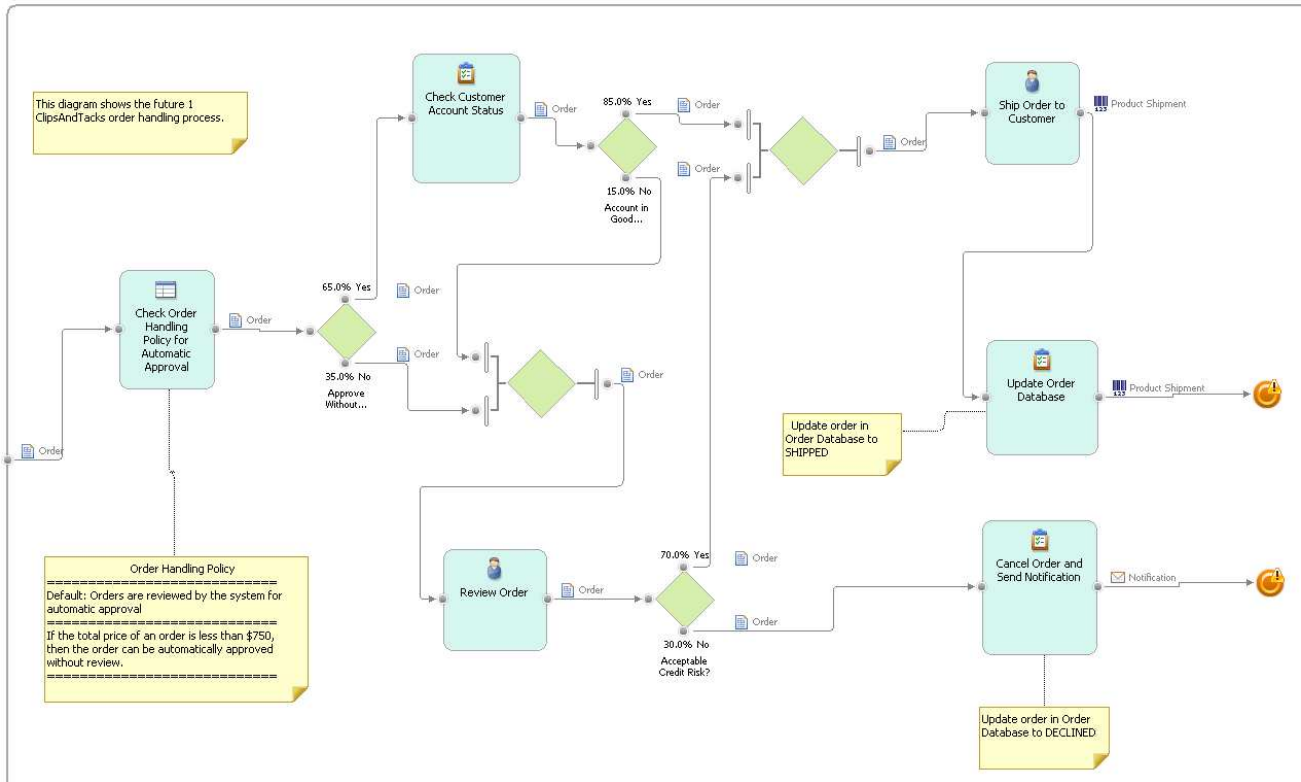 This diagram shows the future 1
ClipsAndTacks order handling process.
Order
Check Order
Handling
Policy for
Automatic
Approval
Order
Order Handling Policy
============================
Default: Orders are reviewed by the system for
automatic approval
============================
If the total price of an order is less than $750,
then the order can be automatically approved
without review.
============================
65.0% Yes
Order
35.0% No
Order
Approve
Without...
Check Customer
Account Status
Order
85.0% Yes
Order
15.0% No
Account in
Good...
Order
Order
Review Order
Order
70.0% Yes
Order
30.0% No
Order
Acceptable
Credit Risk?
Order
Ship Order to
Customer
123
Product Shipment
Update Order
Database
123
Product Shipment
Update order in
Order Database to
SHIPPED
Cancel Order and
Send Notification
Notification
Update order in Order
Database to DECLINED